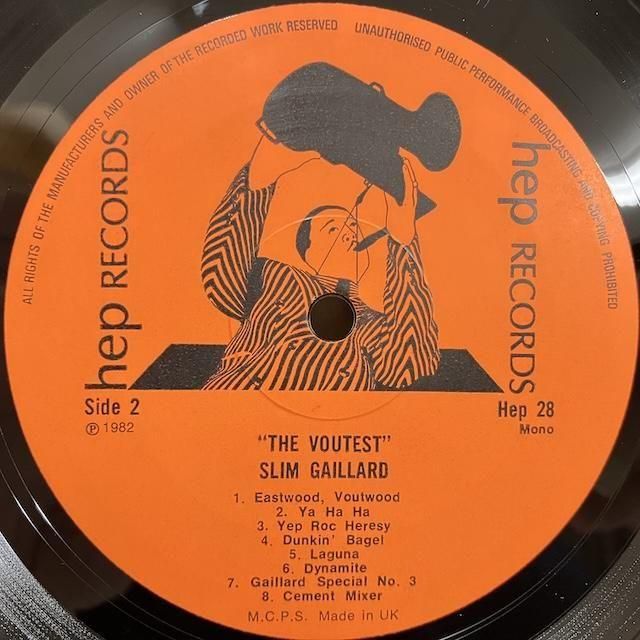 ALL RIGHTS OF THE MANUFACTURERS AND OWNER OF THE RECORDED WORK RESERVED UNAUTHORISED PUBLIC PERFORMANCE BROADCASTING AND COPYING PROHIBITED
hep RECORDS
hep RECORDS
Side 2
Ⓟ 1982
Hep 28
Mono
"THE VOUTEST"
SLIM GAILLARD
1. Eastwood, Voutwood
2. Ya Ha Ha
3. Yep Roc Heresy
4. Dunkin' Bagel
5. Laguna
6. Dynamite
7. Gaillard Special No. 3
8. Cement Mixer
M.C.P.S. Made in UK